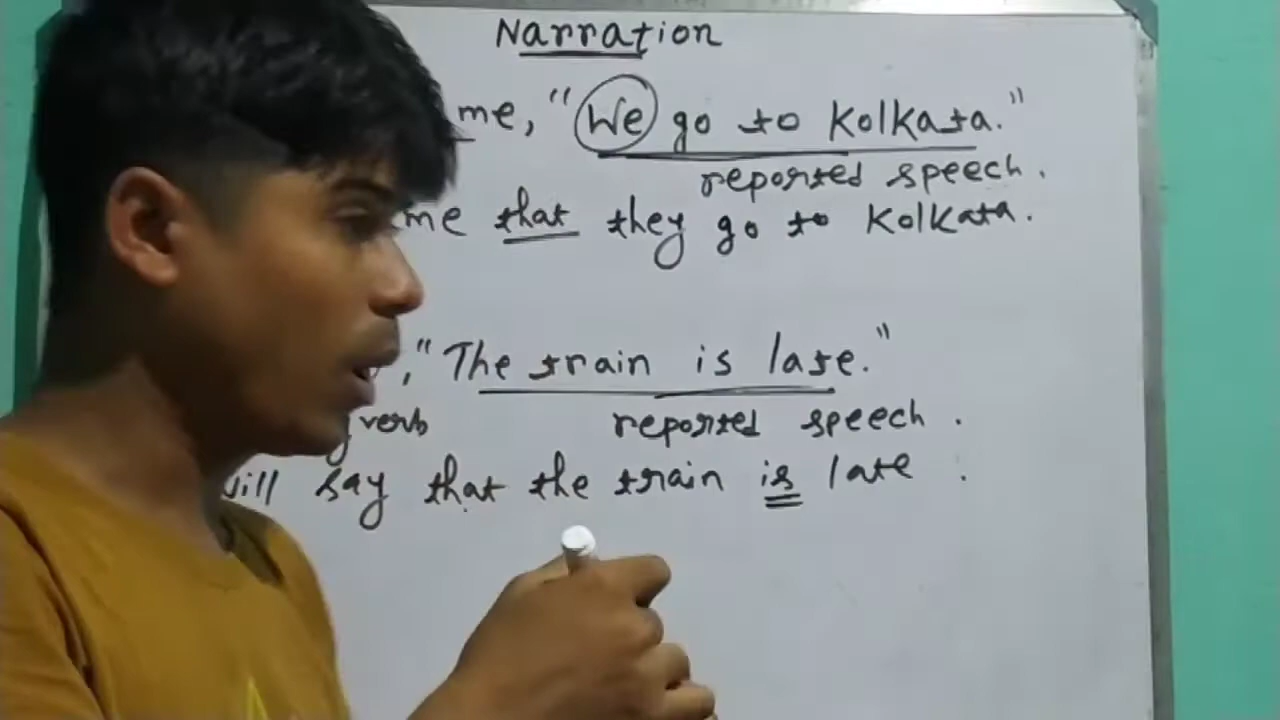 Narration
me, "We go to Kolkata."
reported speech.
me that they go to Kolkata.
, "The train is late."
verb reported speech.
will say that the train is late.